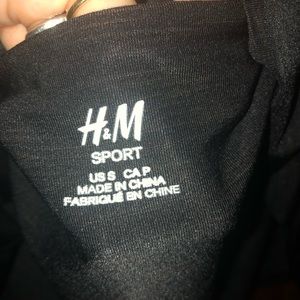 H&M
SPORT
US S CA P
MADE IN CHINA
FABRIQUÉ EN CHINE